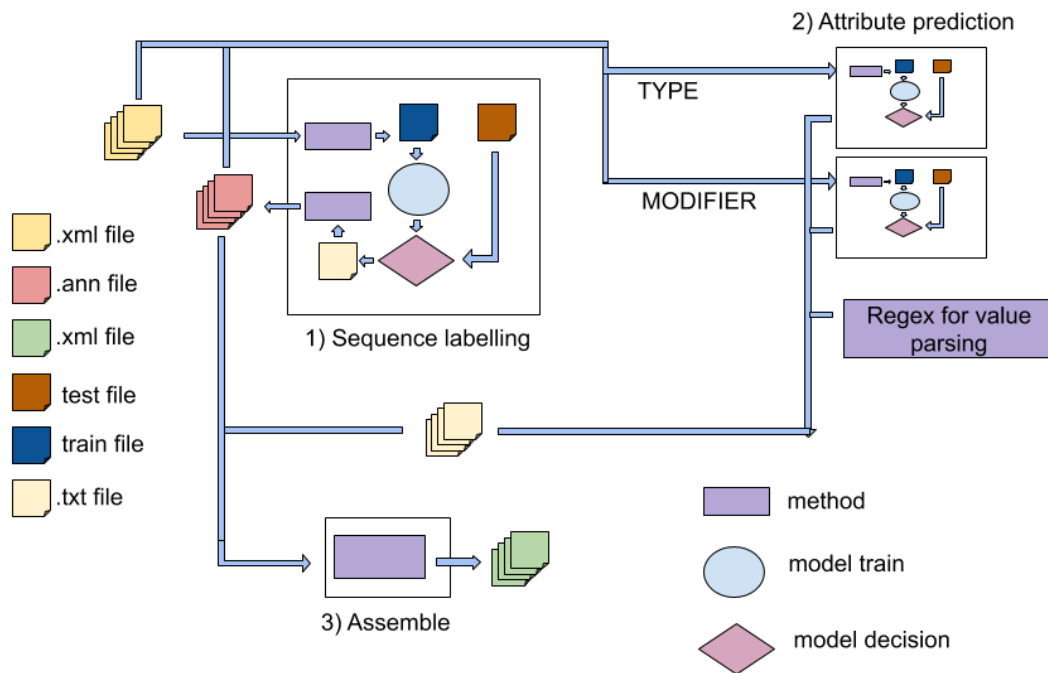 2) Attribute prediction
TYPE
MODIFIER
.xml file
.ann file
.xml file
test file
train file
.txt file
1) Sequence labelling
Regex for value
parsing
3) Assemble
method
model train
model decision